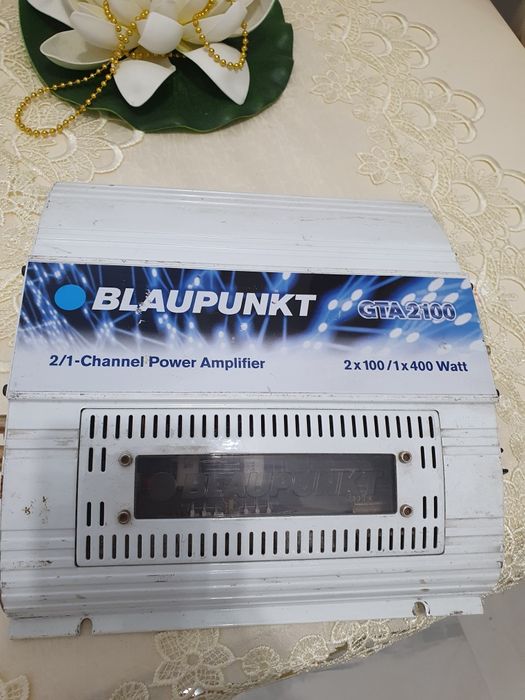 BLAUPUNKT
GTA2100
2/1-Channel Power Amplifier
2 x 100 / 1 x 400 Watt
BLAUPUNKT